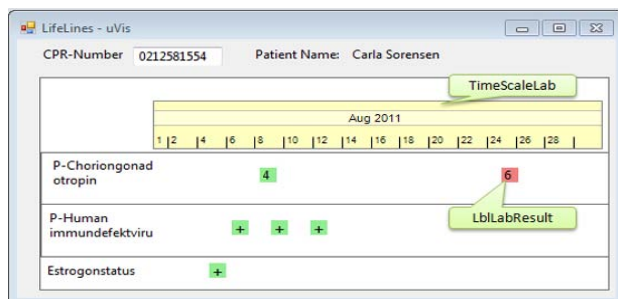 LifeLines - uVis
CPR-Number 0212581554 Patient Name: Carla Sorensen
TimeScaleLab
Aug 2011
1 2 4 6 8 10 12 14 16 18 20 22 24 26 28
P-Choriongonad
otropin
4 6
LblLabResult
P-Human
immundefektviru
+ + +
Estrogonstatus +